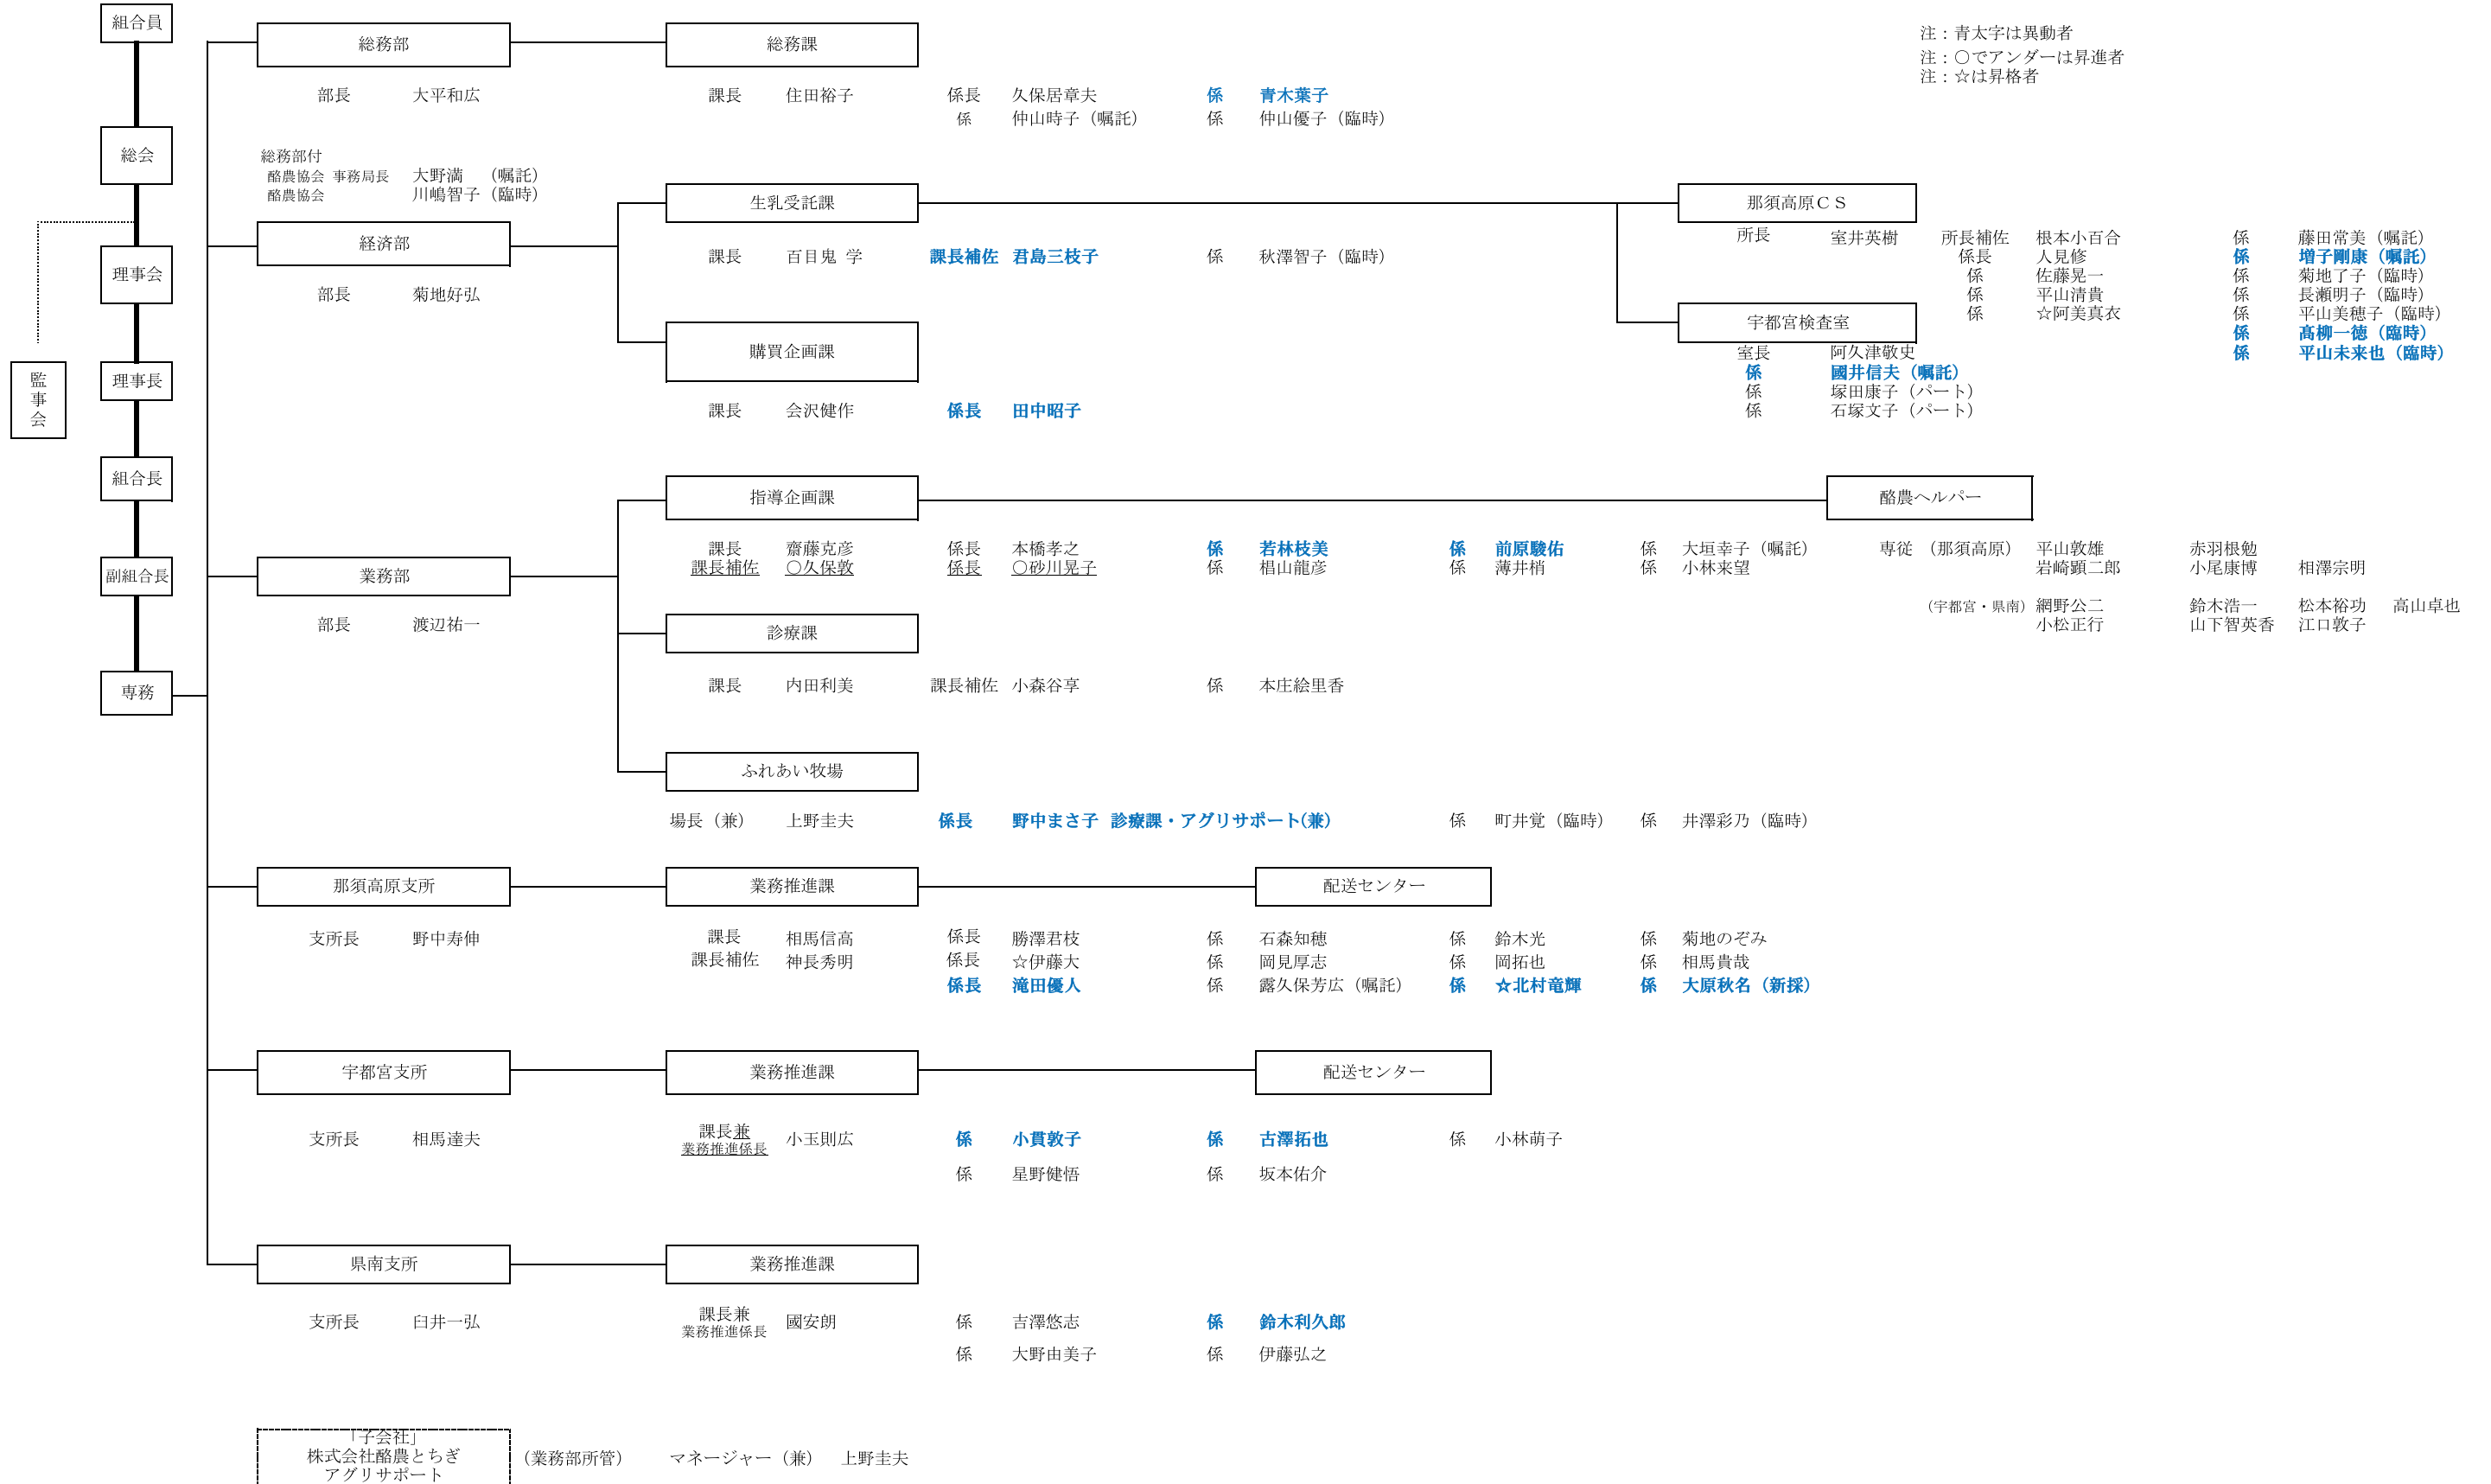 組合員
総会
理事会
監事会
理事長
組合長
副組合長
専務
注：青太字は異動者
注：〇でアンダーは昇進者
注：☆は昇格者
総務部
総務課
部長 大平和広 課長 住田裕子 係長 久保居章夫 係 青木葉子
係 仲山時子（嘱託） 係 仲山優子（臨時）
総務部付
酪農協会 事務局長 大野満 （嘱託）
酪農協会 川嶋智子（臨時）
経済部
生乳受託課
那須高原ＣＳ
部長 菊地好弘
課長 百目鬼 学 課長補佐 君島三枝子 係 秋澤智子（臨時）
所長 室井英樹 所長補佐 根本小百合 係 藤田常美（嘱託）
係長 人見修 係 増子剛康（嘱託）
係 佐藤晃一 係 菊地了子（臨時）
係 平山清貴 係 長瀬明子（臨時）
係 ☆阿美真衣 係 平山美穂子（臨時）
係 髙柳一徳（臨時）
係 平山未来也（臨時）
宇都宮検査室
室長 阿久津敬史
係 國井信夫（嘱託）
係 塚田康子（パート）
係 石塚文子（パート）
購買企画課
課長 会沢健作 係長 田中昭子
業務部
部長 渡辺祐一
指導企画課
酪農ヘルパー
課長 齋藤克彦 係長 本橋孝之 係 若林枝美 係 前原駿佑 係 大垣幸子（嘱託） 専従 （那須高原） 平山敦雄 赤羽根勉
課長補佐 〇久保敦 係長 〇砂川晃子 係 椙山龍彦 係 薄井梢 係 小林来望 岩崎顕二郎 小尾康博 相澤宗明
（宇都宮・県南） 網野公二 鈴木浩一 松本裕功 高山卓也
小松正行 山下智英香 江口敦子
診療課
課長 内田利美 課長補佐 小森谷享 係 本庄絵里香
ふれあい牧場
場長（兼） 上野圭夫 係長 野中まさ子 診療課・アグリサポート(兼） 係 町井覚（臨時） 係 井澤彩乃（臨時）
那須高原支所
業務推進課
配送センター
支所長 野中寿伸 課長 相馬信高 係長 勝澤君枝 係 石森知穂 係 鈴木光 係 菊地のぞみ
課長補佐 神長秀明 係長 ☆伊藤大 係 岡見厚志 係 岡拓也 係 相馬貴哉
係長 滝田優人 係 露久保芳広（嘱託） 係 ☆北村竜輝 係 大原秋名（新採）
宇都宮支所
業務推進課
配送センター
支所長 相馬達夫 課長兼 業務推進係長 小玉則広 係 小貫敦子 係 古澤拓也 係 小林萌子
係 星野健悟 係 坂本佑介
県南支所
業務推進課
支所長 臼井一弘 課長兼 業務推進係長 國安朗 係 吉澤悠志 係 鈴木利久郎
係 大野由美子 係 伊藤弘之
「子会社」
株式会社酪農とちぎ
アグリサポート
（業務部所管） マネージャー（兼） 上野圭夫